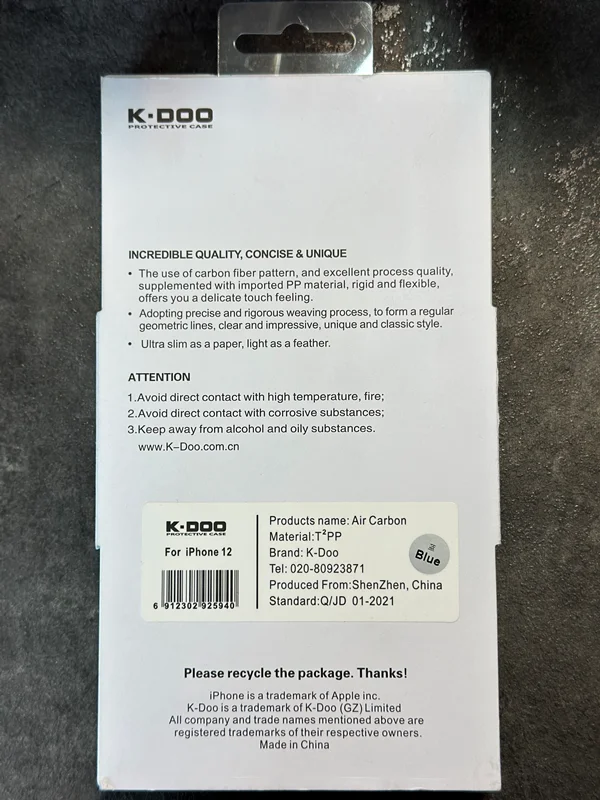 K·DOO
PROTECTIVE CASE
INCREDIBLE QUALITY, CONCISE & UNIQUE
• The use of carbon fiber pattern, and excellent process quality,
supplemented with imported PP material, rigid and flexible,
offers you a delicate touch feeling.
• Adopting precise and rigorous weaving process, to form a regular
geometric lines, clear and impressive, unique and classic style.
• Ultra slim as a paper, light as a feather.
ATTENTION
1.Avoid direct contact with high temperature, fire;
2.Avoid direct contact with corrosive substances;
3.Keep away from alcohol and oily substances.
www.K–Doo.com.cn
K·DOO
PROTECTIVE CASE
For iPhone 12
6 912302 925940
Products name: Air Carbon
Material:T²PP
Brand: K-Doo
Tel: 020-80923871
Produced From:ShenZhen, China
Standard:Q/JD 01-2021
蓝
Blue
Please recycle the package. Thanks!
iPhone is a trademark of Apple inc.
K-Doo is a trademark of K-Doo (GZ) Limited
All company and trade names mentioned above are
registered trademarks of their respective owners.
Made in China